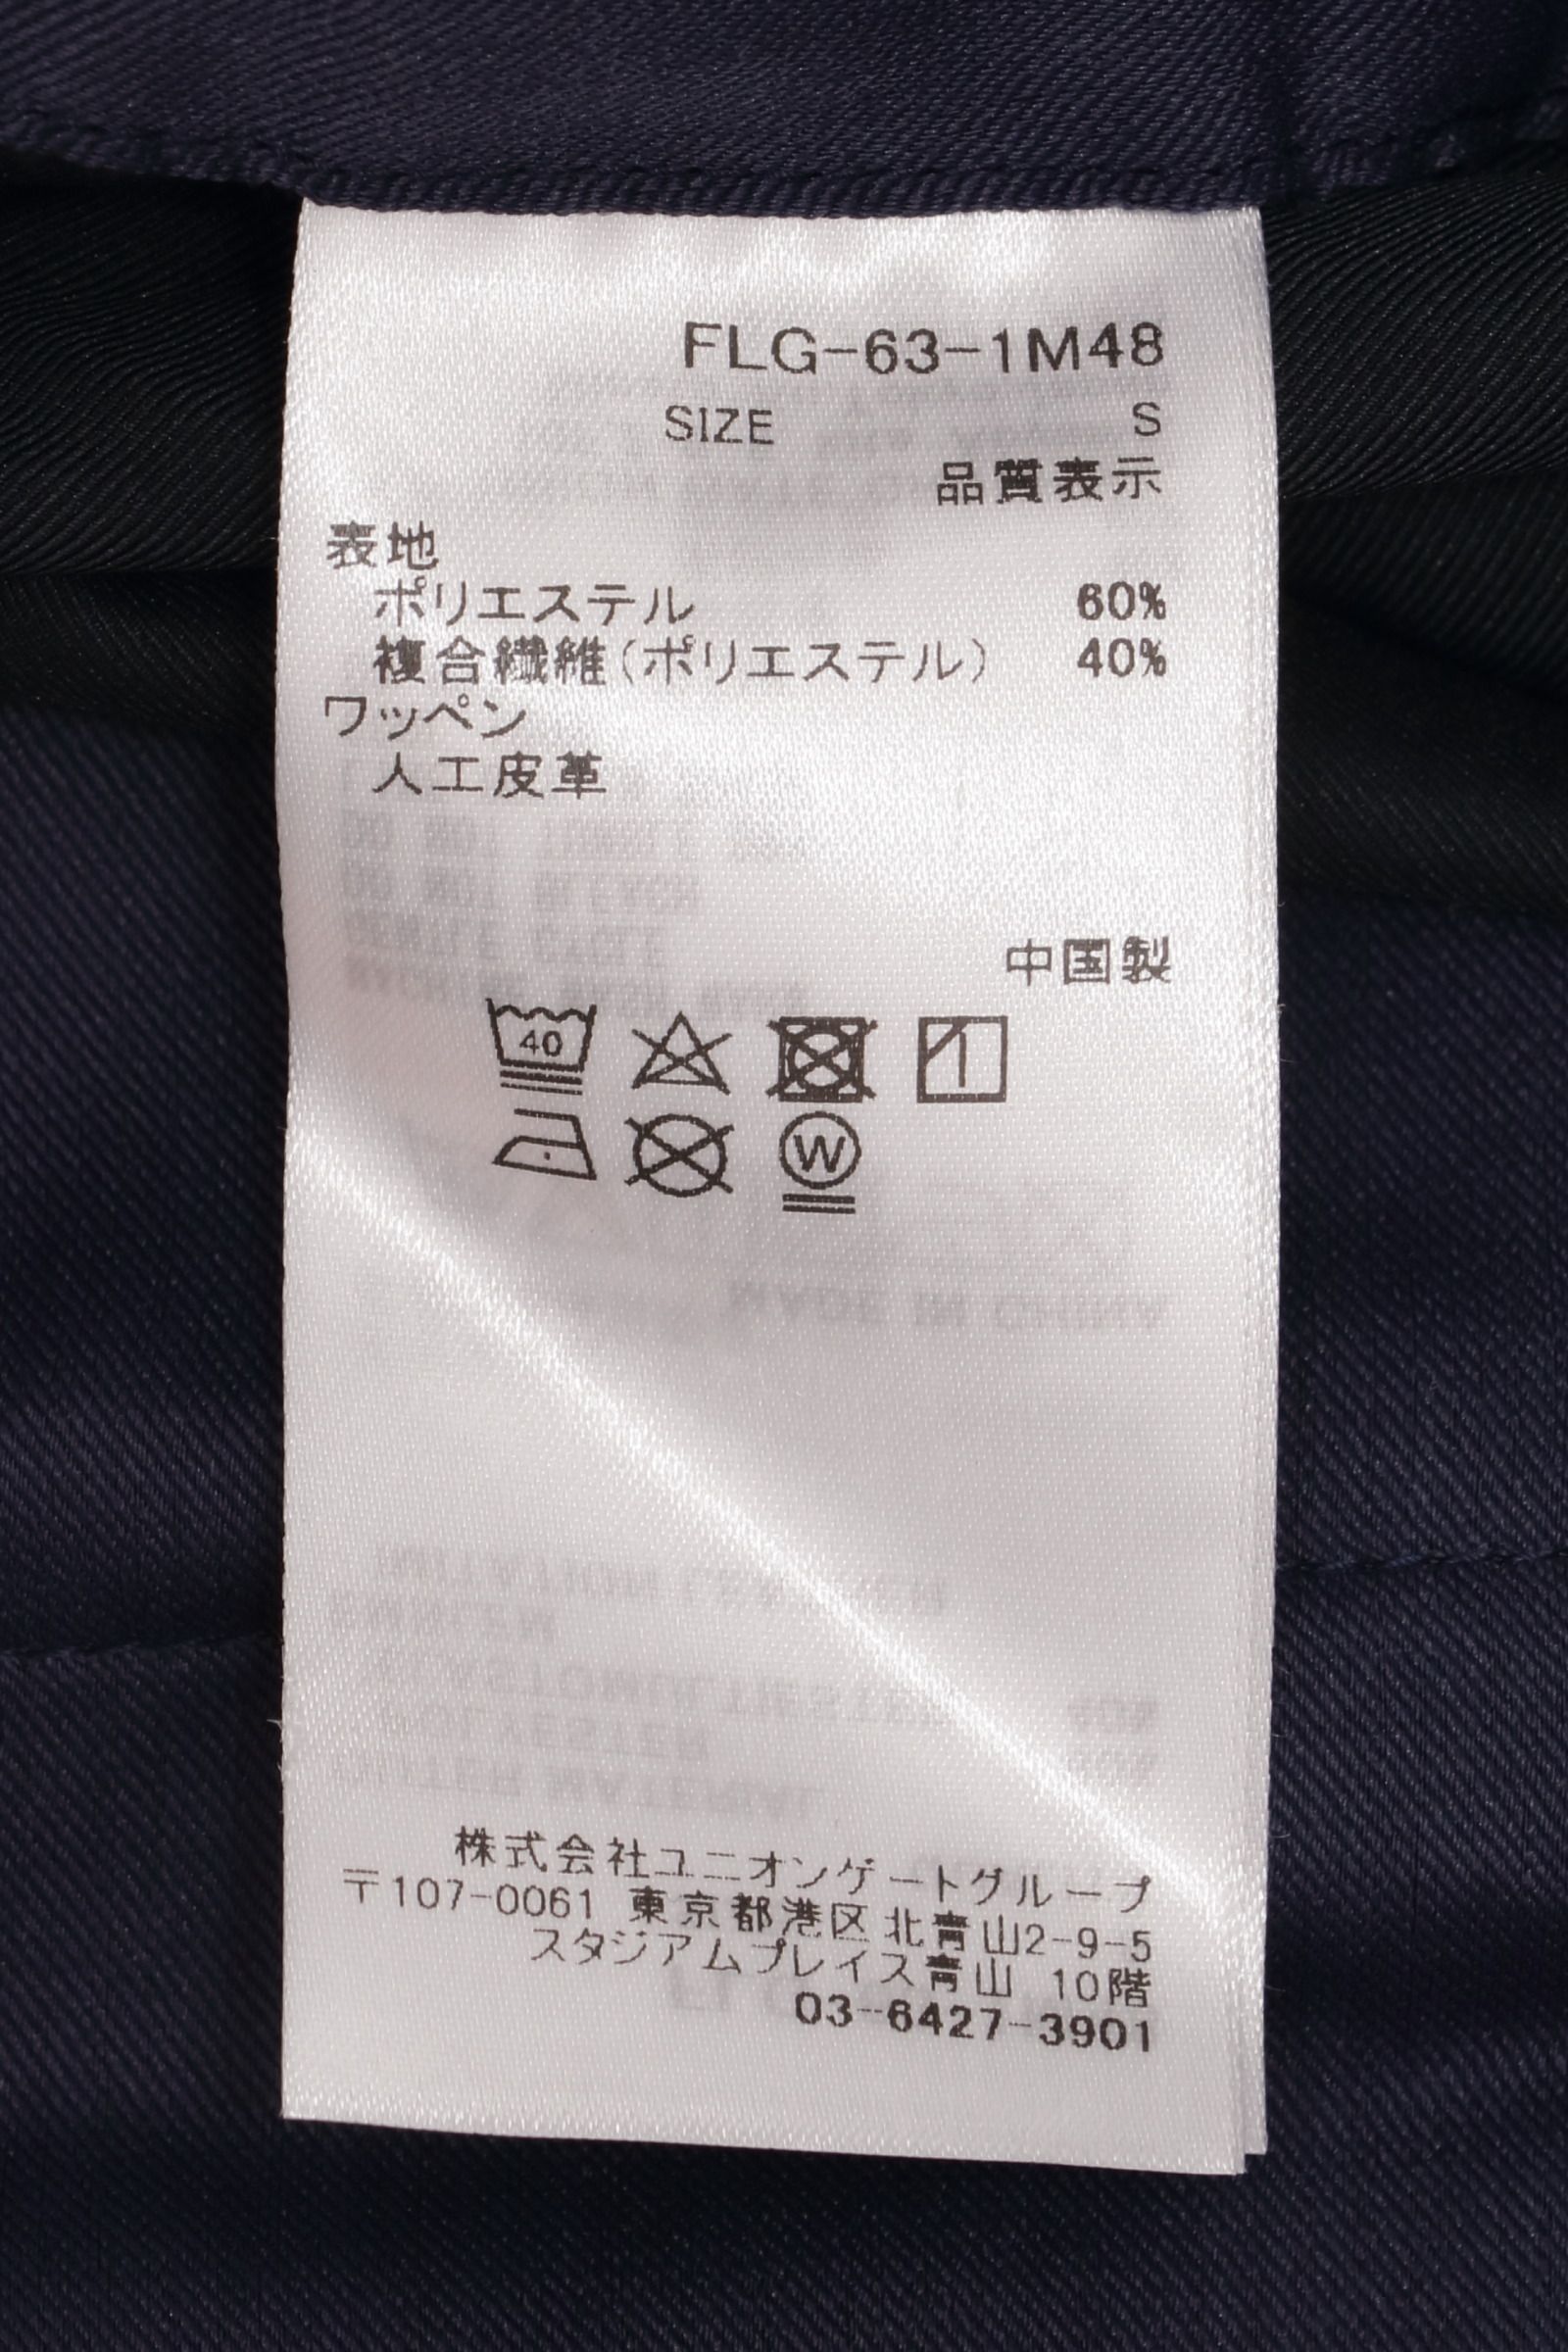 FLG-63-1M48
SIZE S
品質表示
表地
ポリエステル 60%
複合繊維(ポリエステル) 40%
ワッペン
人工皮革
中国製
40
W
MADE IN CHINA
株式会社ユニオンゲートグループ
〒107-0061 東京都港区北青山2-9-5
スタジアムプレイス青山 10階
03-6427-3901